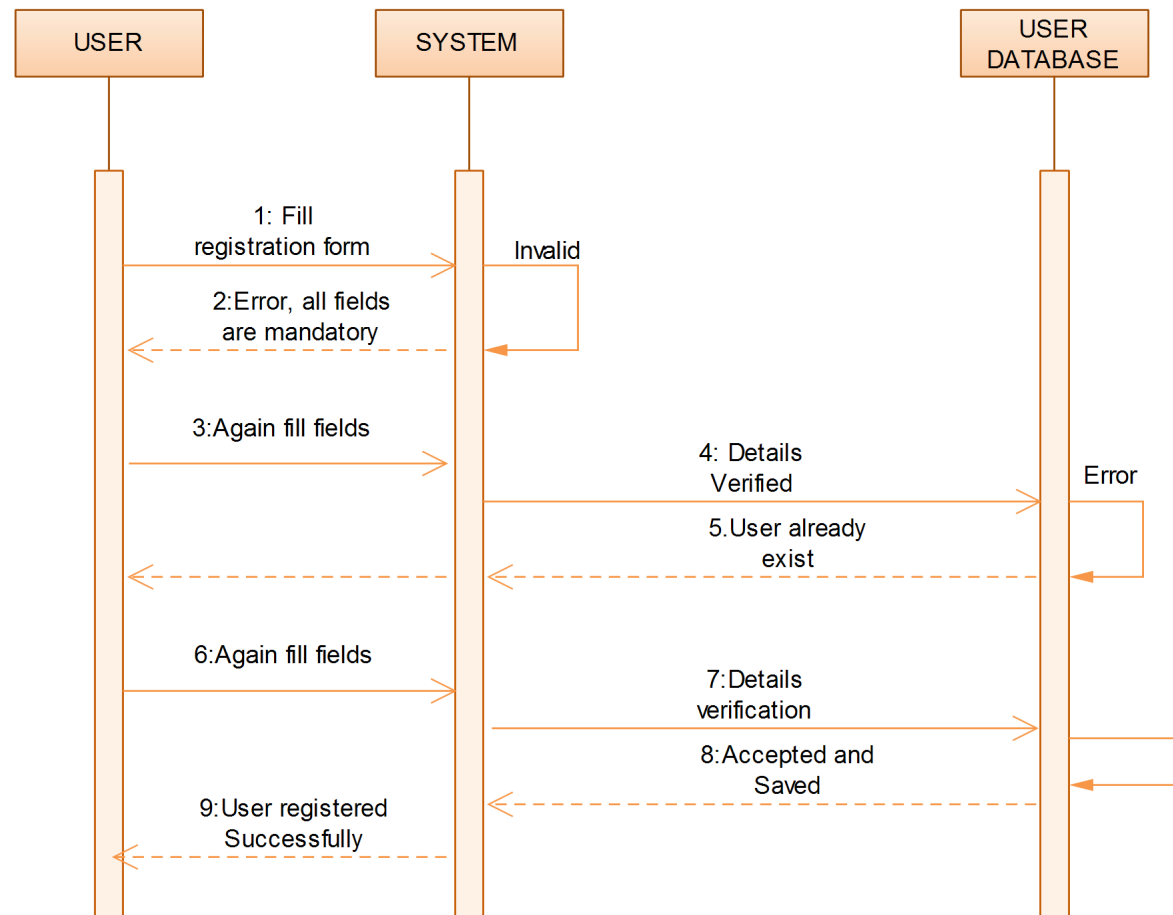 USER
SYSTEM
USER
DATABASE
1: Fill
registration form
Invalid
2:Error, all fields
are mandatory
3:Again fill fields
4: Details
Verified
Error
5.User already
exist
6:Again fill fields
7:Details
verification
8:Accepted and
Saved
9:User registered
Successfully